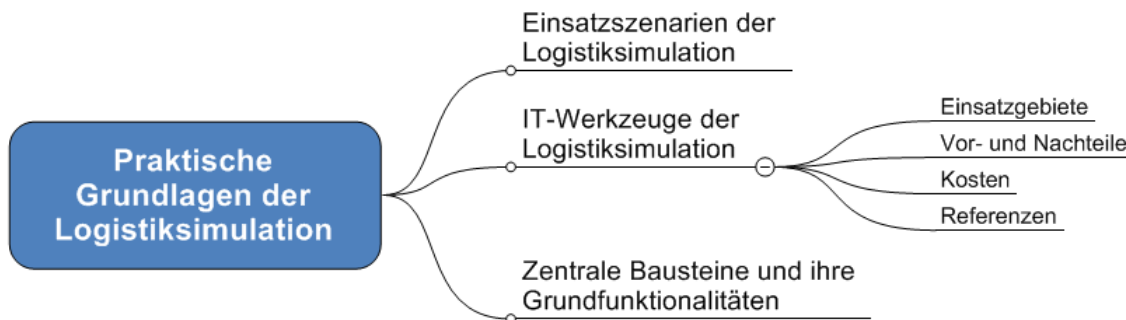 Praktische
Grundlagen der
Logistiksimulation
Einsatzszenarien der
Logistiksimulation
IT-Werkzeuge der
Logistiksimulation
Einsatzgebiete
Vor- und Nachteile
Kosten
Referenzen
Zentrale Bausteine und ihre
Grundfunktionalitäten